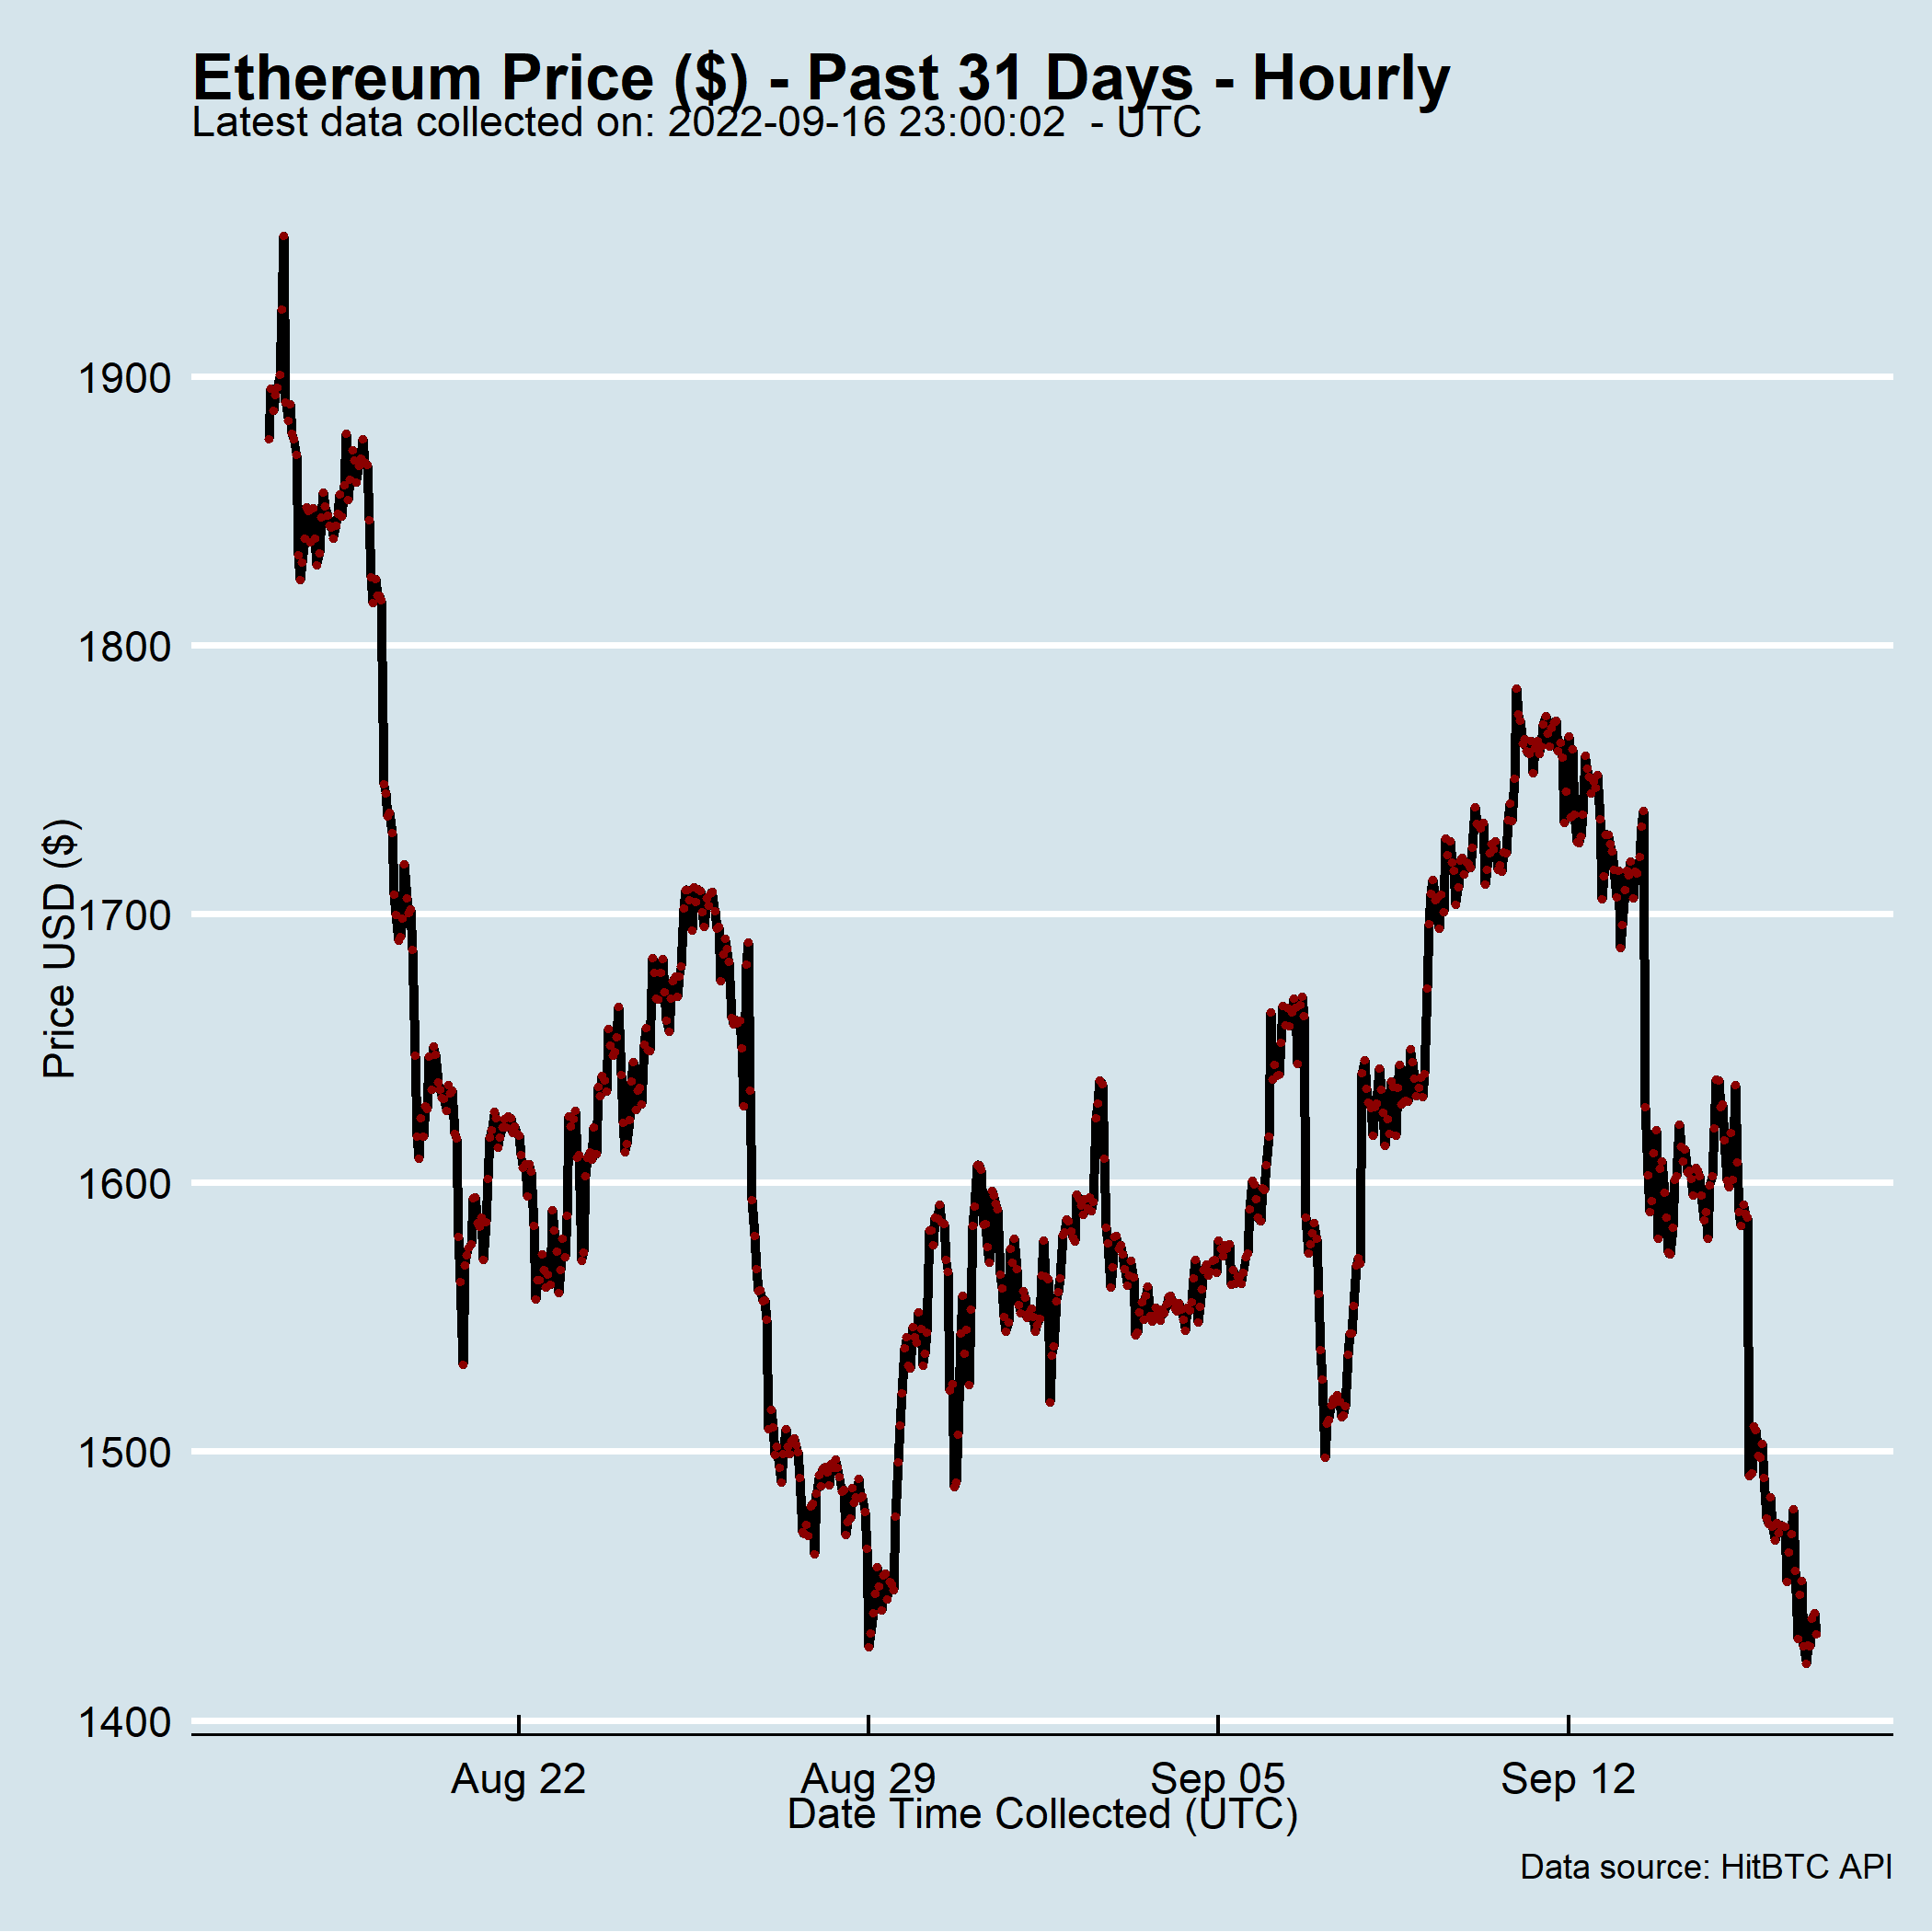 Ethereum Price ($) - Past 31 Days - Hourly
Latest data collected on: 2022-09-16 23:00:02  - UTC
Price USD ($)
1900
1800
1700
1600
1500
1400
Aug 22
Aug 29
Sep 05
Sep 12
Date Time Collected (UTC)
Data source: HitBTC API